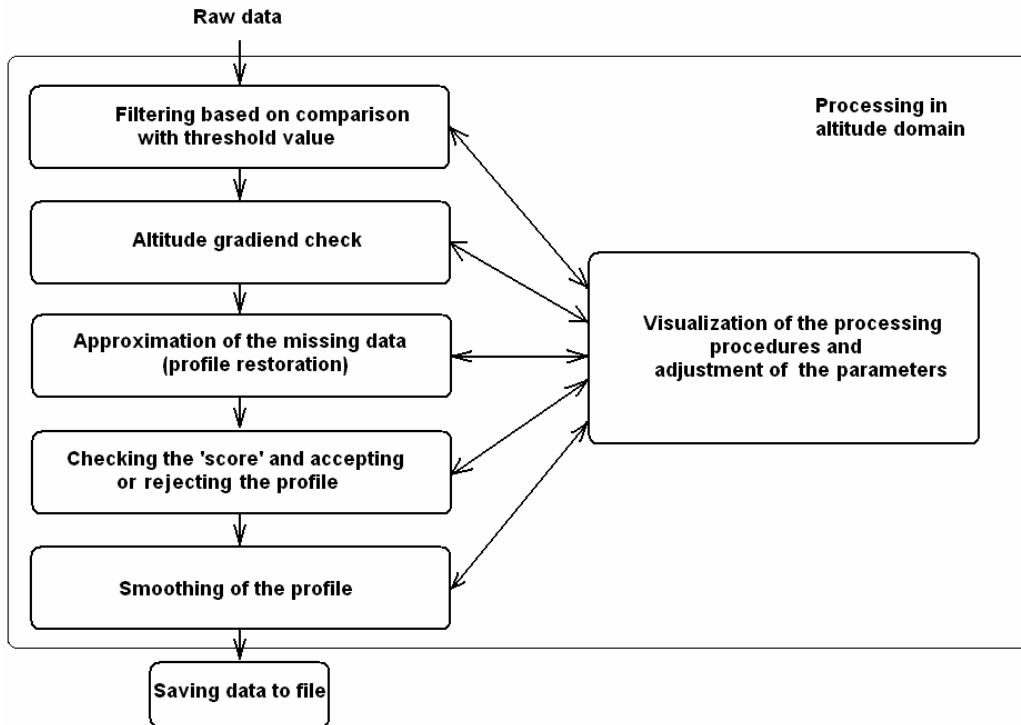 Raw data
Filtering based on comparison
with threshold value
Processing in
altitude domain
Altitude gradiend check
Approximation of the missing data
(profile restoration)
Visualization of the processing
procedures and
adjustment of the parameters
Checking the 'score' and accepting
or rejecting the profile
Smoothing of the profile
Saving data to file